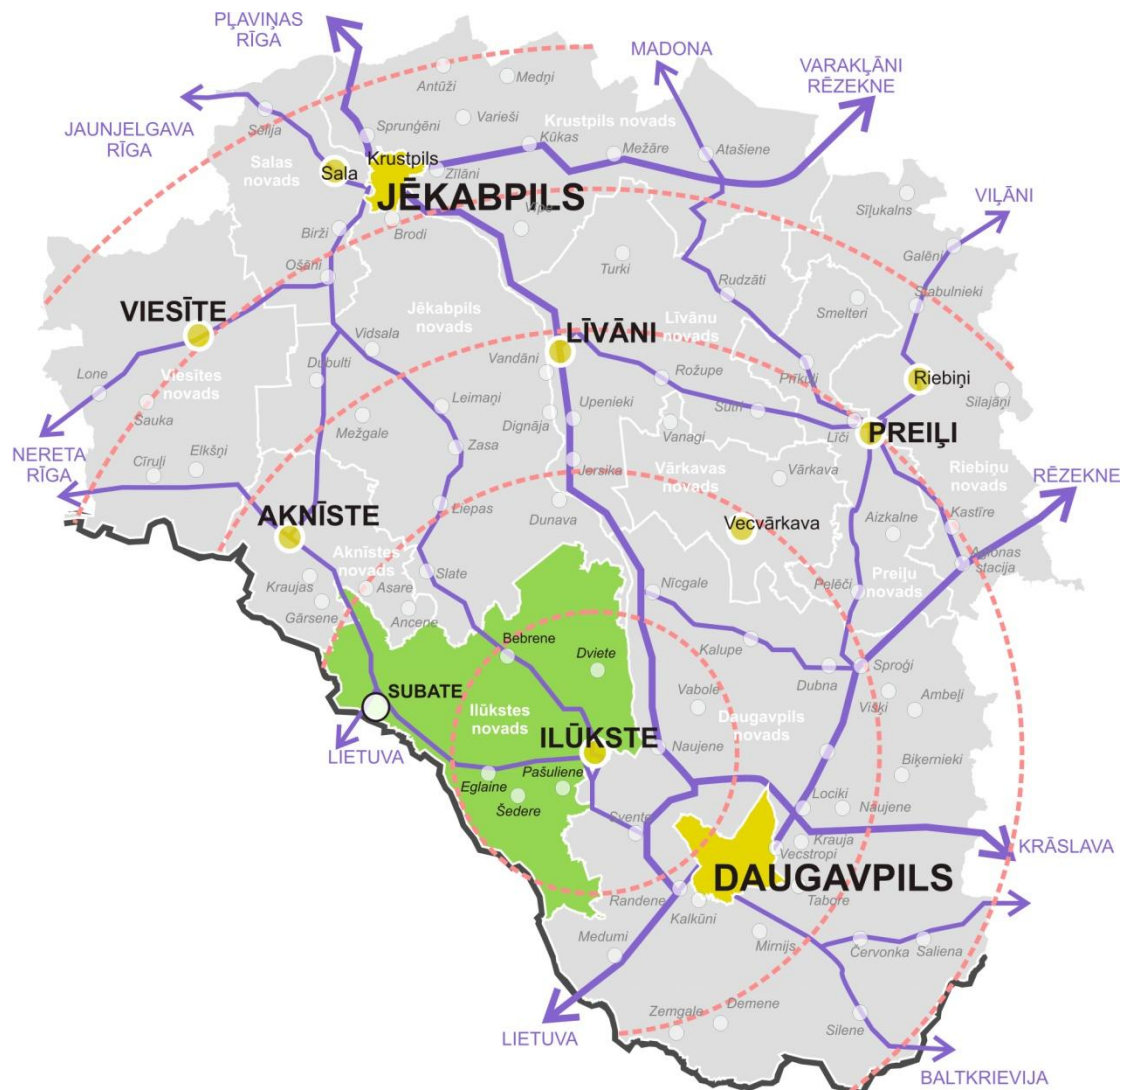 PĻAVIŅAS
RĪGA
MADONA
VARAKĻĀNI
RĒZEKNE
Antūži
Medņi
JAUNJELGAVA
RĪGA
Sēlija
Sprunģēni
Varieši
Krustpils novads
Kūkas
Mežāre
Atašiene
Salas
novads
Sala
Krustpils
Zīlāni
JĒKABPILS
Sīļukalns
VIĻĀNI
Birži
Brodi
Vīpe
Galēni
Ošāni
Turki
Rudzāti
Stabulnieki
Smelteri
VIESĪTE
Jēkabpils
novads
Vidsala
LĪVĀNI
Līvānu
novads
Lone
Viesītes
novads
Dubulti
Vandāni
Rožupe
Prīkuļi
Riebiņi
Silajāņi
Sauka
Mežgale
Leimaņi
Dignāja
Upenieki
Sutri
Līči
PREIĻI
NERETA
RĪGA
Elkšņi
Cīruļi
Zasa
Vanagi
Jersika
Vārkavas
novads
Vārkava
Riebiņu
novads
RĒZEKNE
AKNĪSTE
Liepas
Dunava
Vecvārkava
Aizkalne
Kastīre
Aknīstes
novads
Aglonas
stacija
Kraujas
Asare
Slate
Nīcgale
Pelēči
Preiļu
novads
Gārsene
Ancene
Bebrene
Dviete
Kalupe
Dubna
Sproģi
SUBATE
Ilūkstes
novads
Vabole
Višķi
Ambeļi
LIETUVA
ILŪKSTE
Daugavpils
novads
Naujene
Biķernieki
Eglaine
Pašuliene
Šedere
Svente
Lociki
Naujene
Krauja
Vecstropi
KRĀSLAVA
DAUGAVPILS
Randene
Kalkūni
Tabore
Medumi
Mirnijs
Červonka
Saliena
Zemgale
Demene
Silene
LIETUVA
BALTKRIEVIJA